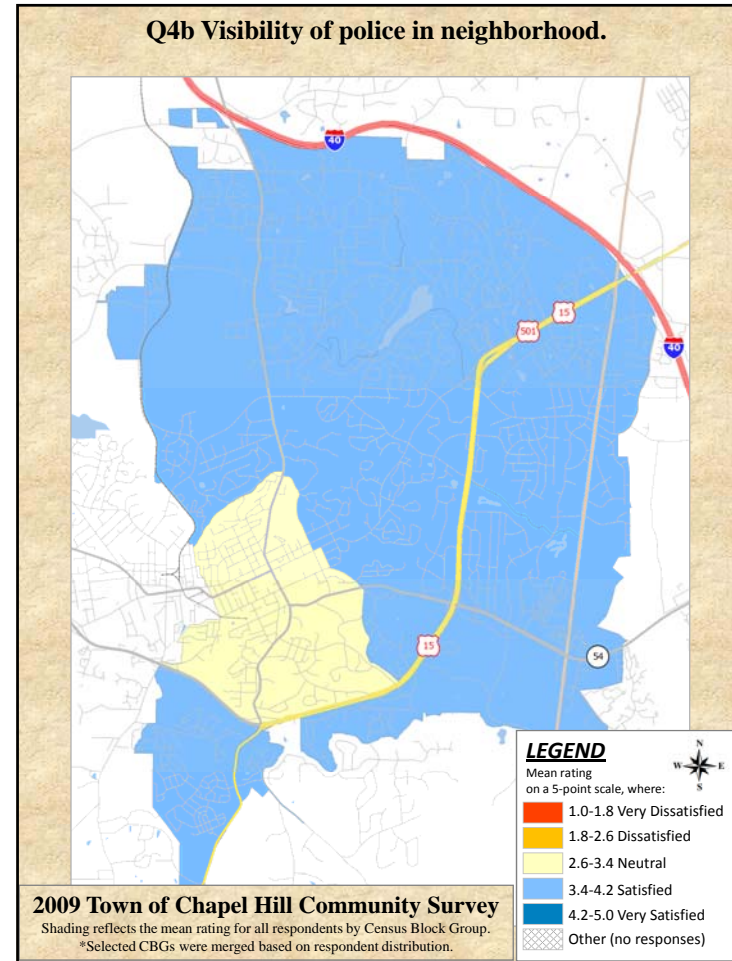 Q4b Visibility of police in neighborhood.
40
15
501
40
15
54
LEGEND
N
W E
S
Mean rating
on a 5-point scale, where:
1.0-1.8 Very Dissatisfied
1.8-2.6 Dissatisfied
2.6-3.4 Neutral
3.4-4.2 Satisfied
4.2-5.0 Very Satisfied
Other (no responses)
2009 Town of Chapel Hill Community Survey
Shading reflects the mean rating for all respondents by Census Block Group.
*Selected CBGs were merged based on respondent distribution.